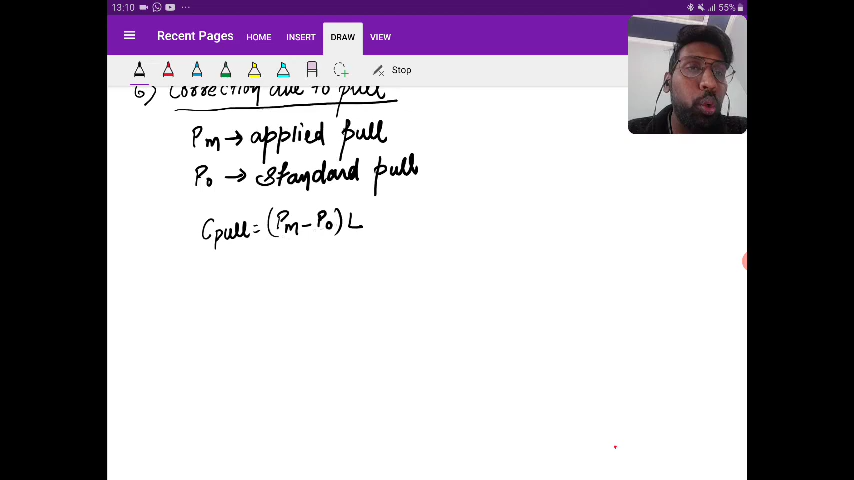 13:10 55%
Recent Pages HOME INSERT DRAW VIEW
Stop
6) Correction due to pull
Pm → applied pull
P0 → Standard pull
Cpull = (Pm - P0) L